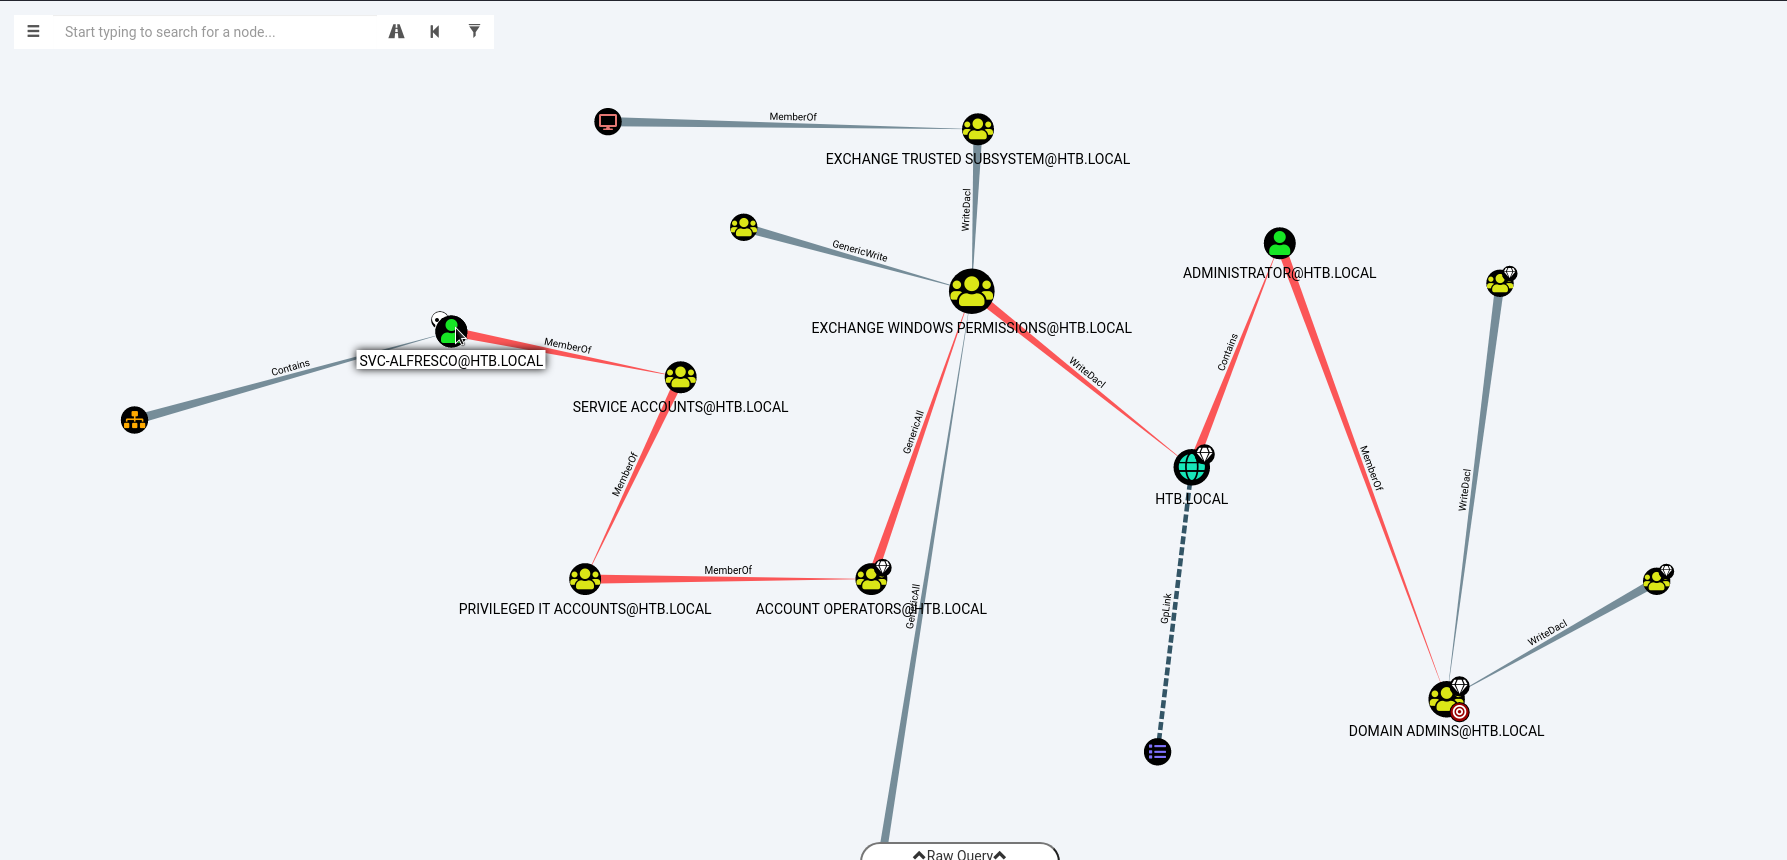 Start typing to search for a node...
MemberOf
EXCHANGE TRUSTED SUBSYSTEM@HTB.LOCAL
WriteDacl
GenericWrite
ADMINISTRATOR@HTB.LOCAL
EXCHANGE WINDOWS PERMISSIONS@HTB.LOCAL
MemberOf
SVC-ALFRESCO@HTB.LOCAL
Contains
WriteDacl
Contains
SERVICE ACCOUNTS@HTB.LOCAL
GenericAll
MemberOf
MemberOf
WriteDacl
HTB.LOCAL
MemberOf
PRIVILEGED IT ACCOUNTS@HTB.LOCAL
ACCOUNT OPERATORS@HTB.LOCAL
GenericAll
GpLink
WriteDacl
DOMAIN ADMINS@HTB.LOCAL
Raw Query